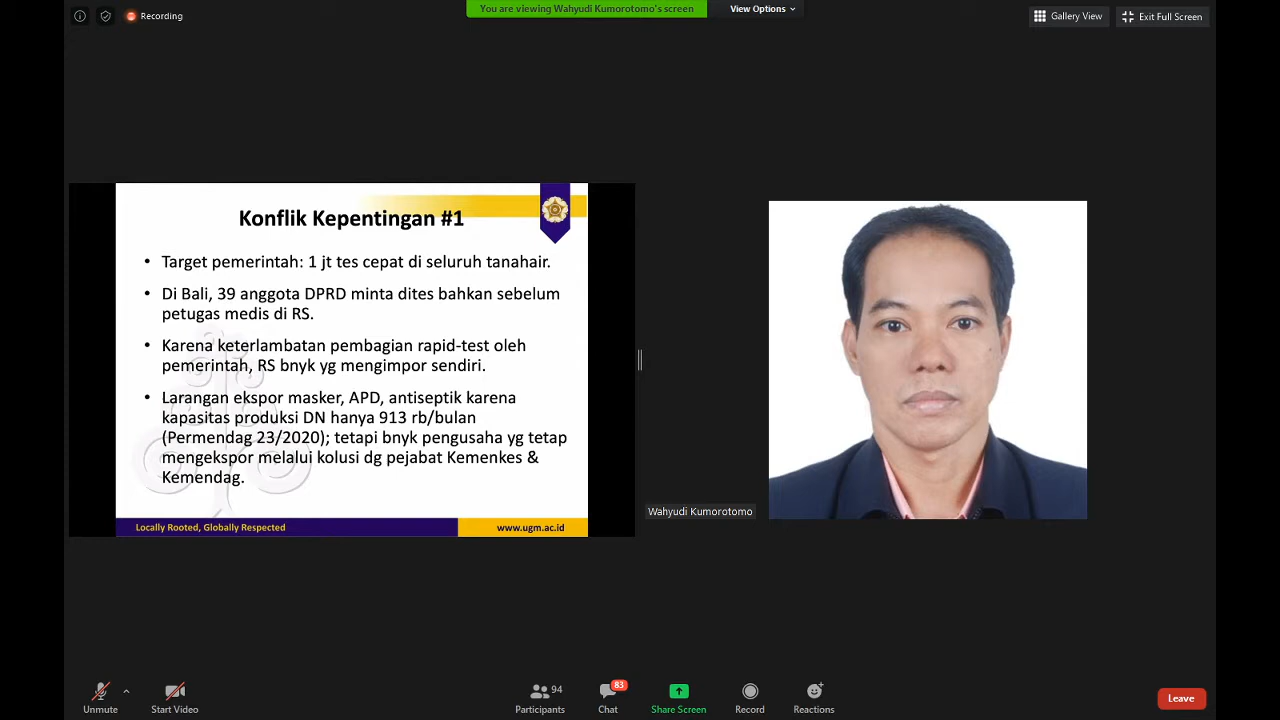 Recording
You are viewing Wahyudi Kumorotomo's screen
View Options
Gallery View
Exit Full Screen
Konflik Kepentingan #1
• Target pemerintah: 1 jt tes cepat di seluruh tanahair.
• Di Bali, 39 anggota DPRD minta dites bahkan sebelum
petugas medis di RS.
• Karena keterlambatan pembagian rapid-test oleh
pemerintah, RS bnyk yg mengimpor sendiri.
• Larangan ekspor masker, APD, antiseptik karena
kapasitas produksi DN hanya 913 rb/bulan
(Permendag 23/2020); tetapi bnyk pengusaha yg tetap
mengekspor melalui kolusi dg pejabat Kemenkes &
Kemendag.
Locally Rooted, Globally Respected
www.ugm.ac.id
Wahyudi Kumorotomo
Unmute
Start Video
94
Participants
83
Chat
Share Screen
Record
Reactions
Leave